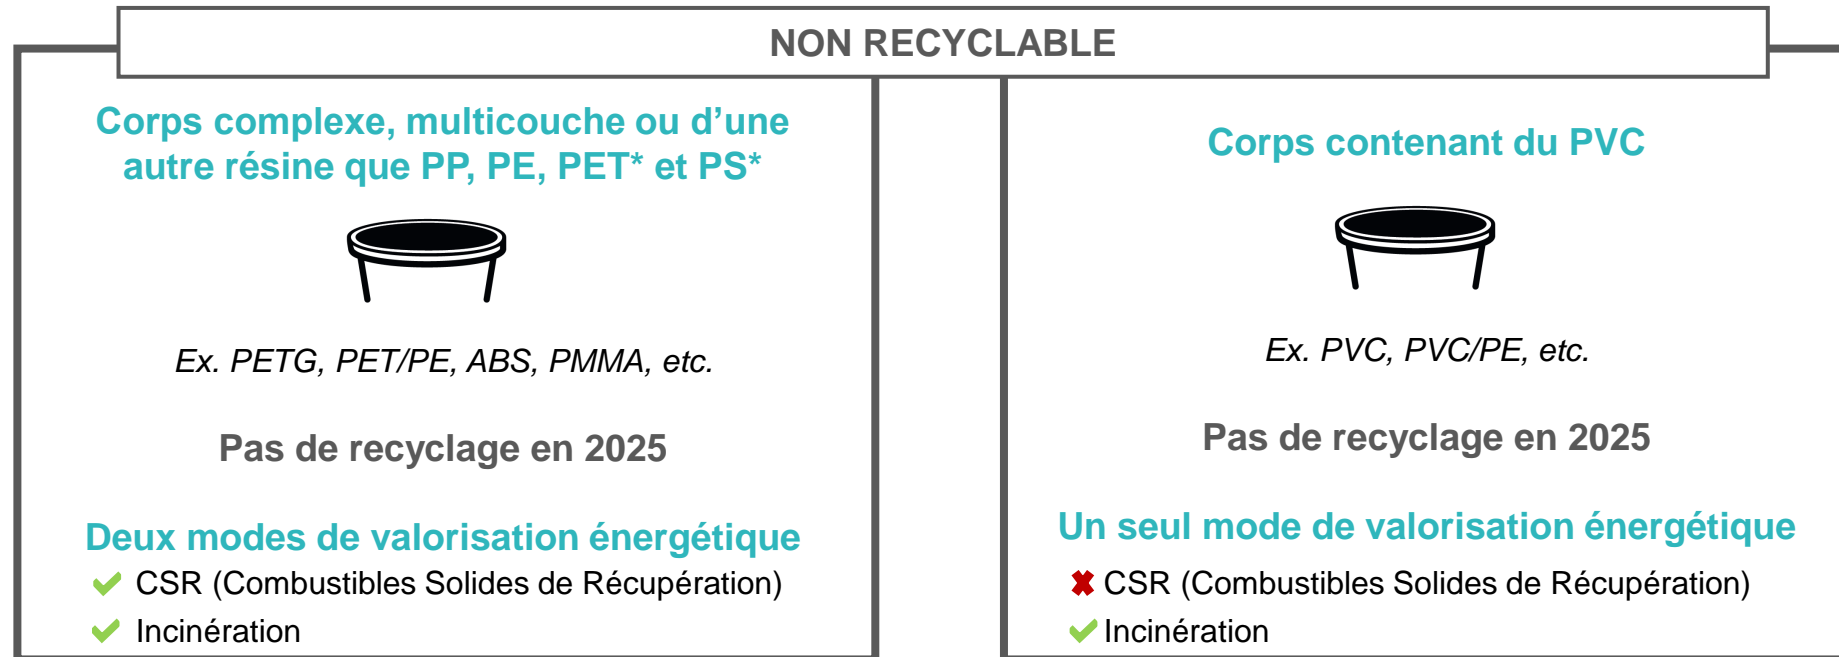 NON RECYCLABLE
Corps complexe, multicouche ou d’une
autre résine que PP, PE, PET* et PS*
Ex. PETG, PET/PE, ABS, PMMA, etc.
Pas de recyclage en 2025
Deux modes de valorisation énergétique
CSR (Combustibles Solides de Récupération)
Incinération
Corps contenant du PVC
Ex. PVC, PVC/PE, etc.
Pas de recyclage en 2025
Un seul mode de valorisation énergétique
CSR (Combustibles Solides de Récupération)
Incinération